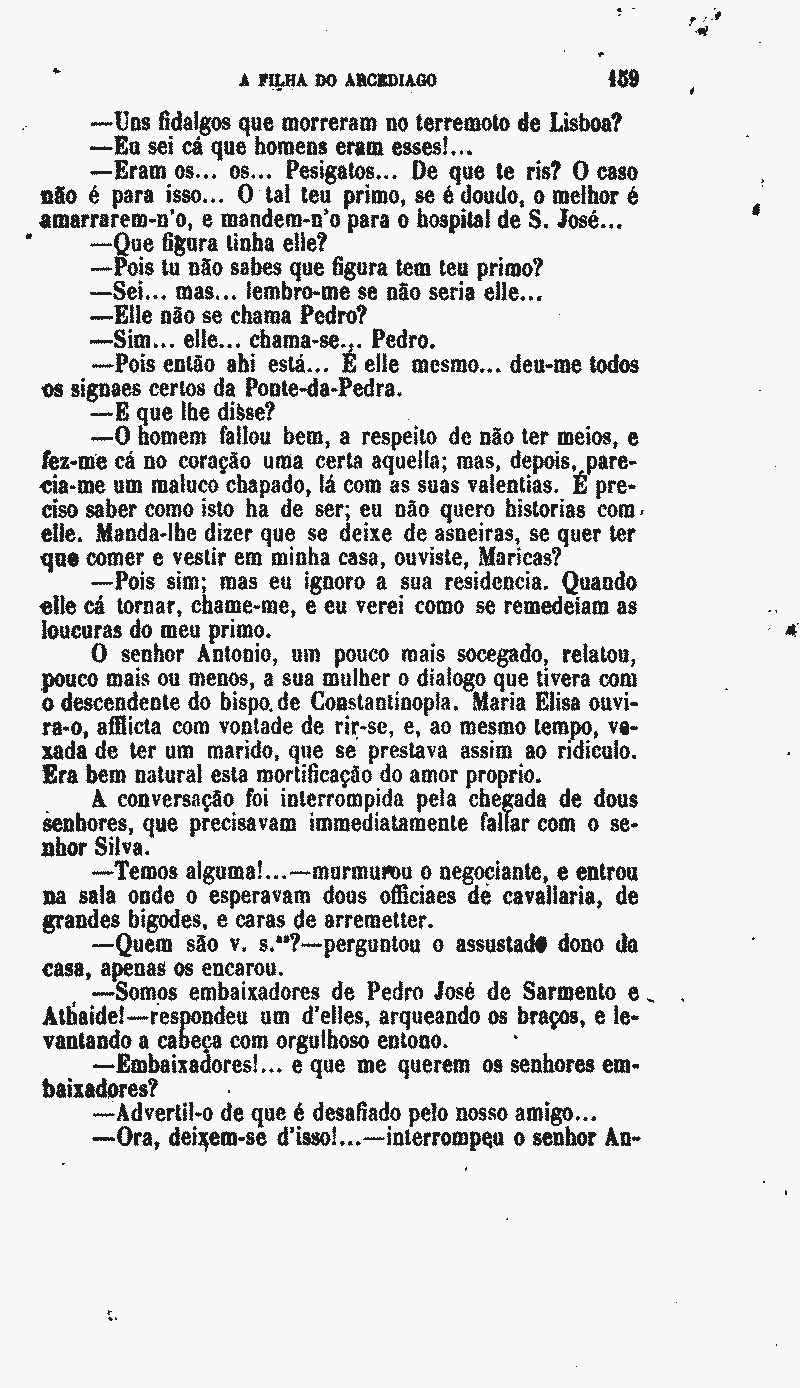 A FILHA DO ARCEDIAGO 159
—Uns fidalgos que morreram no terremoto de Lisboa?
—Eu sei cá que homens eram esses!...
—Eram os... os... Pesigatos... De que te ris? O caso
não é para isso... O tal teu primo, se é doudo, o melhor é
amarrarem-n'o, e mandem-n'o para o hospital de S. José...
—Que figura tinha elle?
—Pois tu não sabes que figura tem teu primo?
—Sei... mas... lembro-me se não seria elle...
—Elle não se chama Pedro?
—Sim... elle... chama-se... Pedro.
—Pois então ahi está... É elle mesmo... deu-me todos
os signaes certos da Ponte-da-Pedra.
—E que lhe disse?
—O homem fallou bem, a respeito de não ter meios, e
fez-me cá no coração uma certa aquella; mas, depois, pare-
cia-me um maluco chapado, lá com as suas valentias. É pre-
ciso saber como isto ha de ser; eu não quero historias com
elle. Manda-lhe dizer que se deixe de asneiras, se quer ter
que comer e vestir em minha casa, ouviste, Maricas?
—Pois sim; mas eu ignoro a sua residencia. Quando
elle cá tornar, chame-me, e eu verei como se remedeiam as
loucuras do meu primo.
O senhor Antonio, um pouco mais socegado, relatou,
pouco mais ou menos, a sua mulher o dialogo que tivera com
o descendente do bispo de Constantinopla. Maria Elisa ouvi-
ra-o, afflicta com vontade de rir-se, e, ao mesmo tempo, ve-
xada de ter um marido, que se prestava assim ao ridiculo.
Era bem natural esta mortificação do amor proprio.
A conversação foi interrompida pela chegada de dous
senhores, que precisavam immediatamente fallar com o se-
nhor Silva.
—Temos alguma!...—murmurou o negociante, e entrou
na sala onde o esperavam dous officiaes de cavallaria, de
grandes bigodes, e caras de arremetter.
—Quem são v. s.ªˢ?—perguntou o assustado dono da
casa, apenas os encarou.
—Somos embaixadores de Pedro José de Sarmento e
Athaide!—respondeu um d'elles, arqueando os braços, e le-
vantando a cabeça com orgulhoso entono.
—Embaixadores!... e que me querem os senhores em-
baixadores?
—Advertil-o de que é desafiado pelo nosso amigo...
—Ora, deixem-se d'isso!...—interrompeu o senhor An-